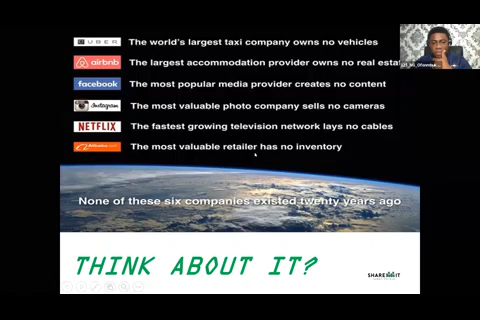 UBER The world's largest taxi company owns no vehicles
airbnb The largest accommodation provider owns no real estat
facebook The most popular media provider creates no content
Instagram The most valuable photo company sells no cameras
NETFLIX The fastest growing television network lays no cables
The most valuable retailer has no inventory
None of these six companies existed twenty years ago
THINK ABOUT IT?
SHARE IT